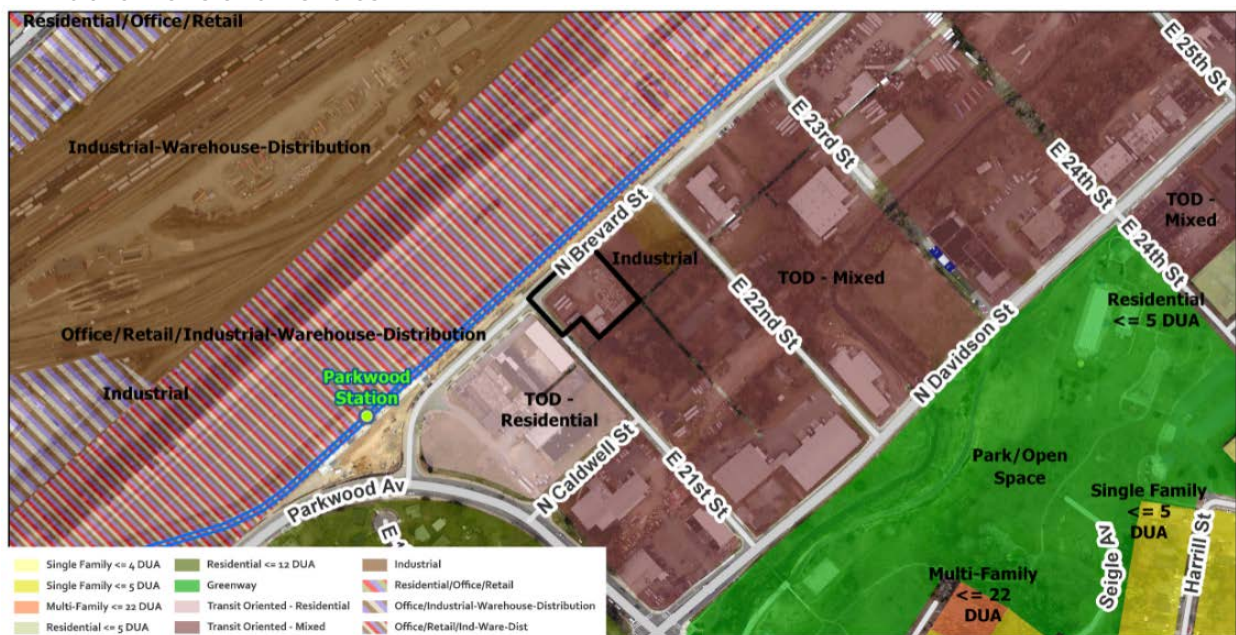 Residential/Office/Retail
E 25th St
Industrial-Warehouse-Distribution
E 23rd St
E 24th St
TOD -
Mixed
N Brevard St
Industrial
E 24th St
E 22nd St
TOD - Mixed
Residential
<= 5 DUA
Office/Retail/Industrial-Warehouse-Distribution
N Davidson St
Industrial
Parkwood
Station
TOD -
Residential
N Caldwell St
E 21st St
Park/Open
Space
Parkwood Av
Single Family
<= 5
DUA
Seigle Av
Harrill St
Multi-Family
<= 22
DUA
Single Family <= 4 DUA
Single Family <= 5 DUA
Multi-Family <= 22 DUA
Residential <= 5 DUA
Residential <= 12 DUA
Greenway
Transit Oriented - Residential
Transit Oriented - Mixed
Industrial
Residential/Office/Retail
Office/Industrial-Warehouse-Distribution
Office/Retail/Ind-Ware-Dist